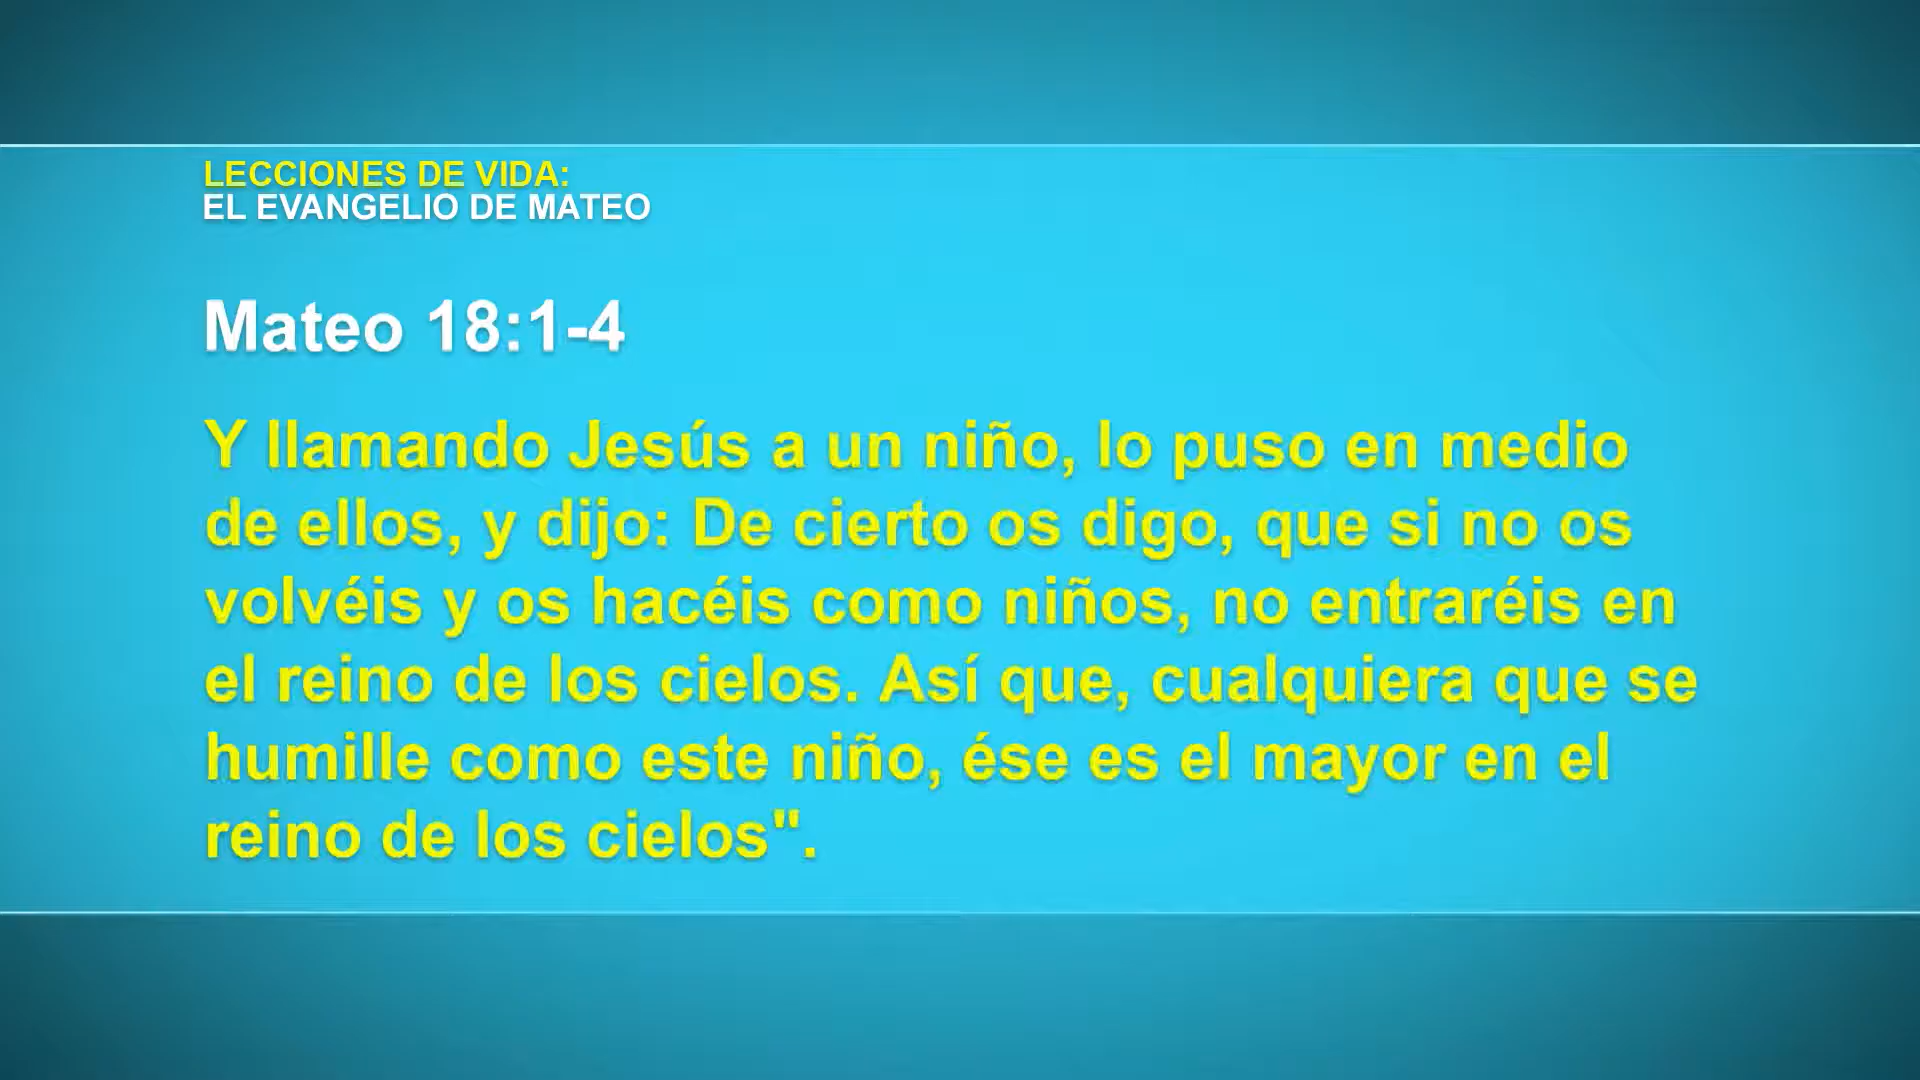 LECCIONES DE VIDA:
EL EVANGELIO DE MATEO
Mateo 18:1-4
Y llamando Jesús a un niño, lo puso en medio
de ellos, y dijo: De cierto os digo, que si no os
volvéis y os hacéis como niños, no entraréis en
el reino de los cielos. Así que, cualquiera que se
humille como este niño, ése es el mayor en el
reino de los cielos".